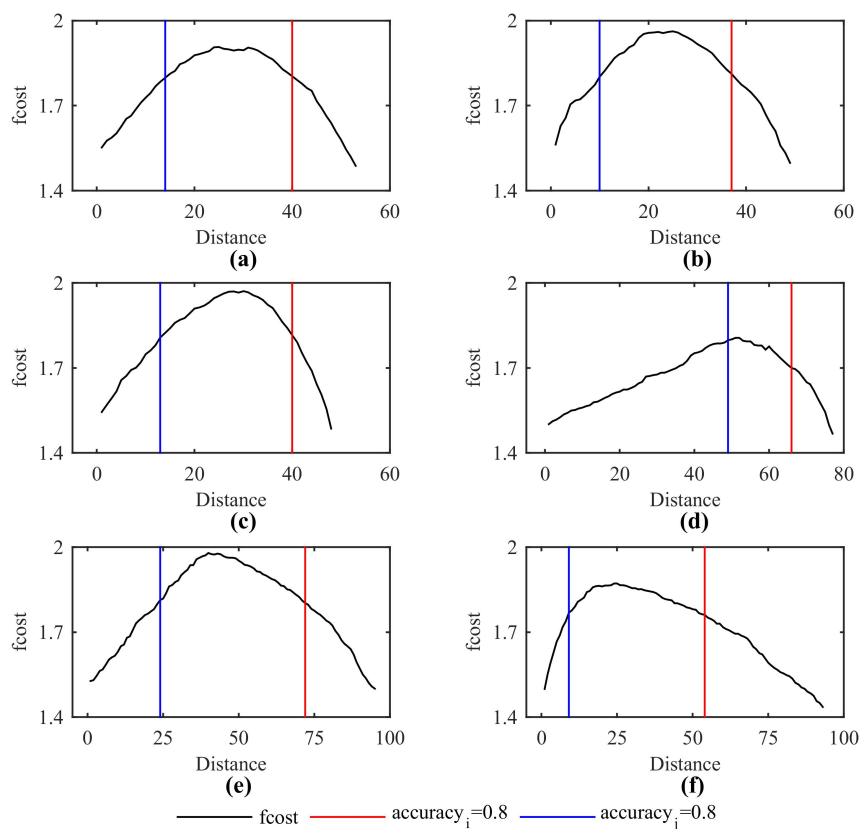 2 2
1.7 1.7
1.4 1.4
fcost fcost
0 20 40 60 0 20 40 60
Distance Distance
(a) (b)
2 2
1.7 1.7
1.4 1.4
fcost fcost
0 20 40 60 0 20 40 60 80
Distance Distance
(c) (d)
2 2
1.7 1.7
1.4 1.4
fcost fcost
0 25 50 75 100 0 25 50 75 100
Distance Distance
(e) (f)
fcost accuracy_i=0.8 accuracy_i=0.8